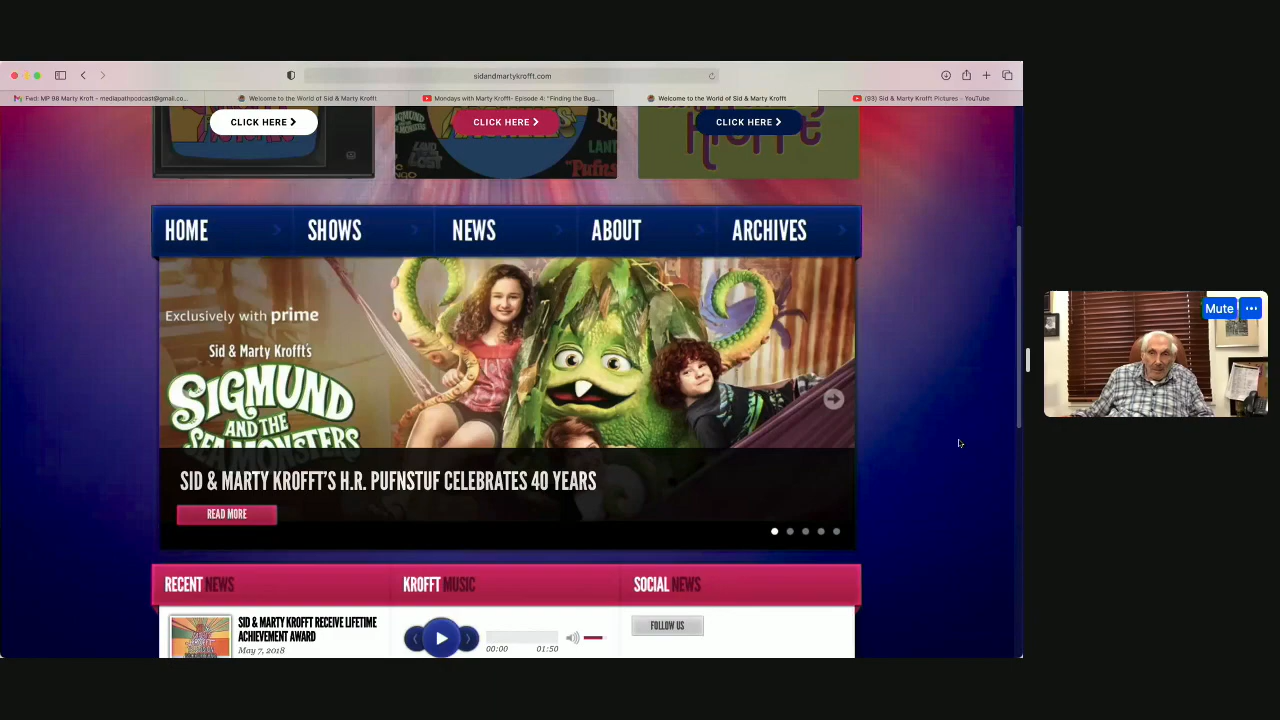 sidandmartykrofft.com
Fwd: MP 98 Marty Kroft - mediapathpodcast@gmail.co...
Welcome to the World of Sid & Marty Krofft
Mondays with Marty Krofft- Episode 4: "Finding the Bug...
Welcome to the World of Sid & Marty Krofft
(93) Sid & Marty Krofft Pictures - YouTube
CLICK HERE
CLICK HERE
CLICK HERE
HOME
SHOWS
NEWS
ABOUT
ARCHIVES
Exclusively with prime
Sid & Marty Krofft's
SIGMUND
AND THE
SEA MONSTERS
SID & MARTY KROFFT'S H.R. PUFNSTUF CELEBRATES 40 YEARS
READ MORE
RECENT NEWS
KROFFT MUSIC
SOCIAL NEWS
SID & MARTY KROFFT RECEIVE LIFETIME
ACHIEVEMENT AWARD
May 7, 2018
00:00
01:50
FOLLOW US
Mute